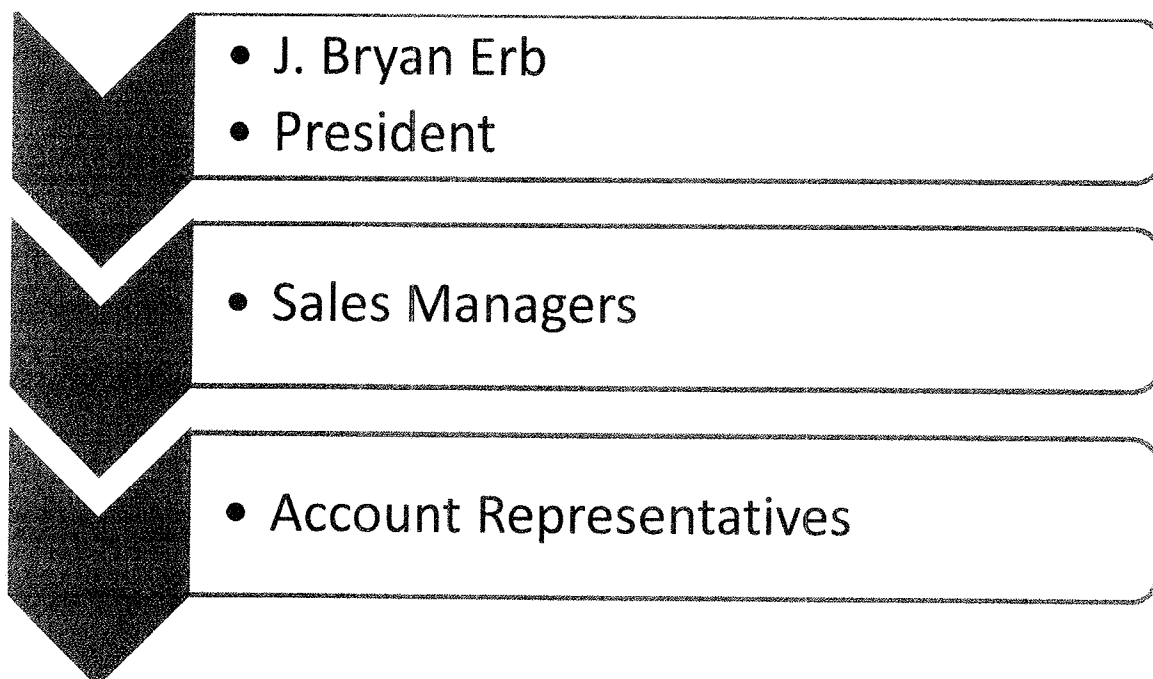 • J. Bryan Erb
• President
• Sales Managers
• Account Representatives